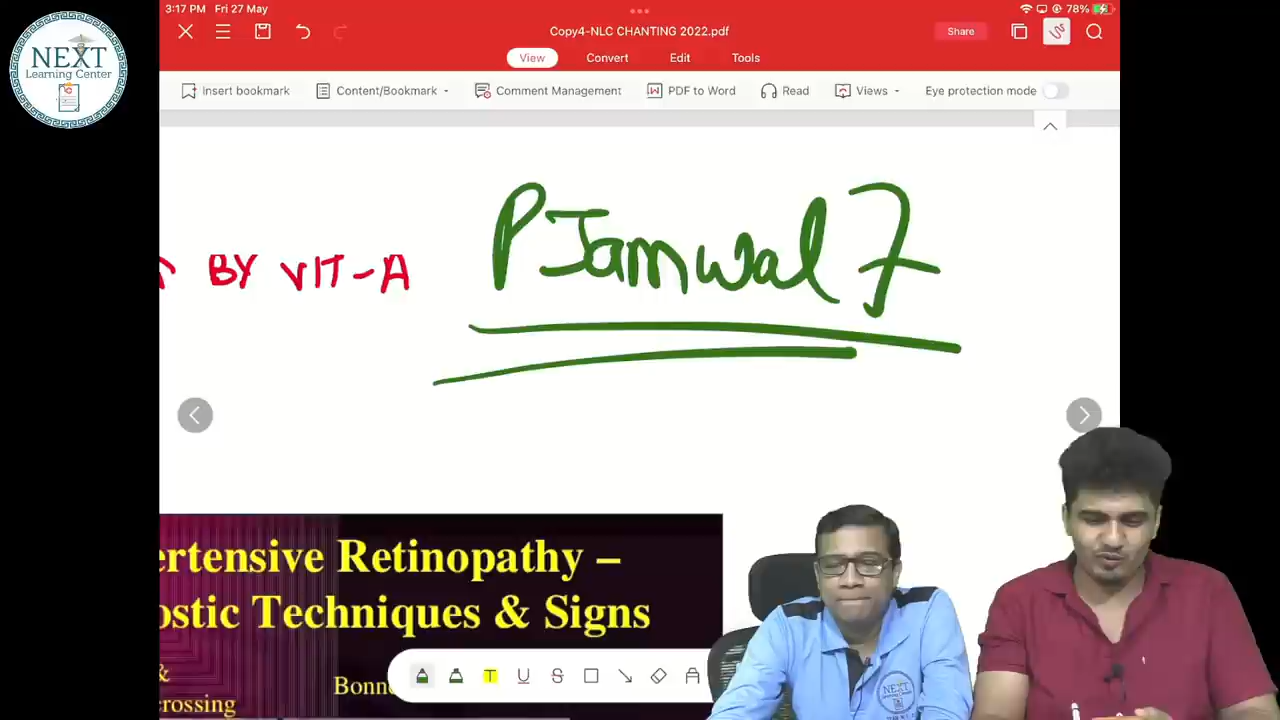 3:17 PM Fri 27 May
78%
NEXT
Learning Center
Copy4-NLC CHANTING 2022.pdf
Share
View Convert Edit Tools
Insert bookmark Content/Bookmark Comment Management PDF to Word Read Views Eye protection mode
BY VIT-A
PJamwal 7
ertensive Retinopathy –
ostic Techniques & Signs
&
Bonn
crossing
T U S A
NEXT